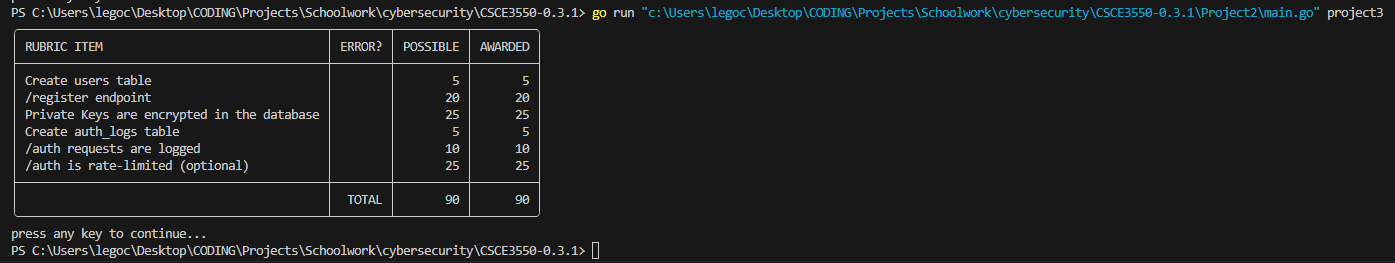 PS C:\Users\legoc\Desktop\CODING\Projects\Schoolwork\cybersecurity\CSCE3550-0.3.1> go run "c:\Users\legoc\Desktop\CODING\Projects\Schoolwork\cybersecurity\CSCE3550-0.3.1\Project2\main.go" project3
RUBRIC ITEM ERROR? POSSIBLE AWARDED
Create users table 5 5
/register endpoint 20 20
Private Keys are encrypted in the database 25 25
Create auth_logs table 5 5
/auth requests are logged 10 10
/auth is rate-limited (optional) 25 25
TOTAL 90 90
press any key to continue...
PS C:\Users\legoc\Desktop\CODING\Projects\Schoolwork\cybersecurity\CSCE3550-0.3.1>